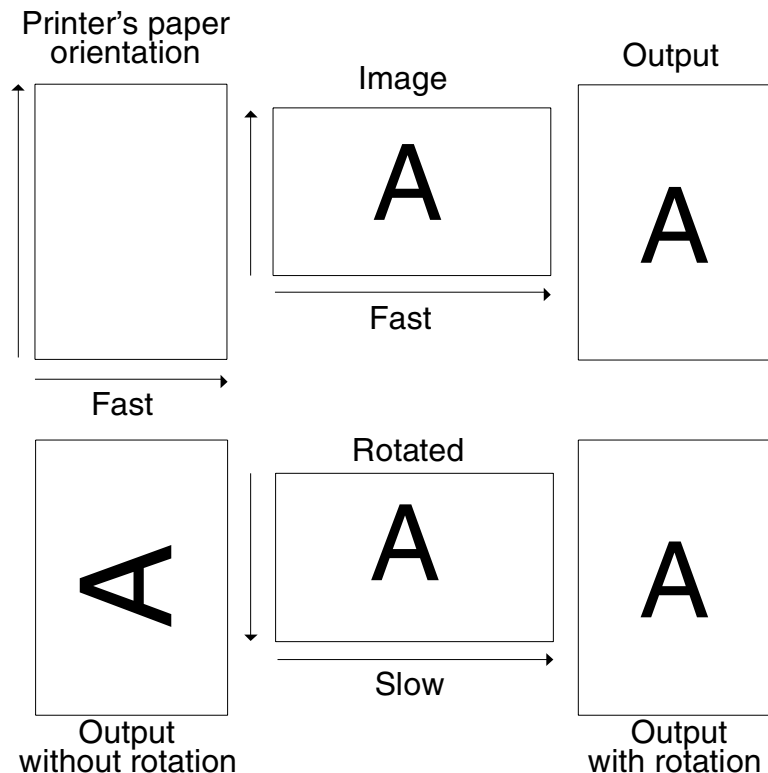 Printer's paper
orientation
Image
Output
A
A
Fast
Fast
Rotated
A
A
A
Slow
Output
without rotation
Output
with rotation